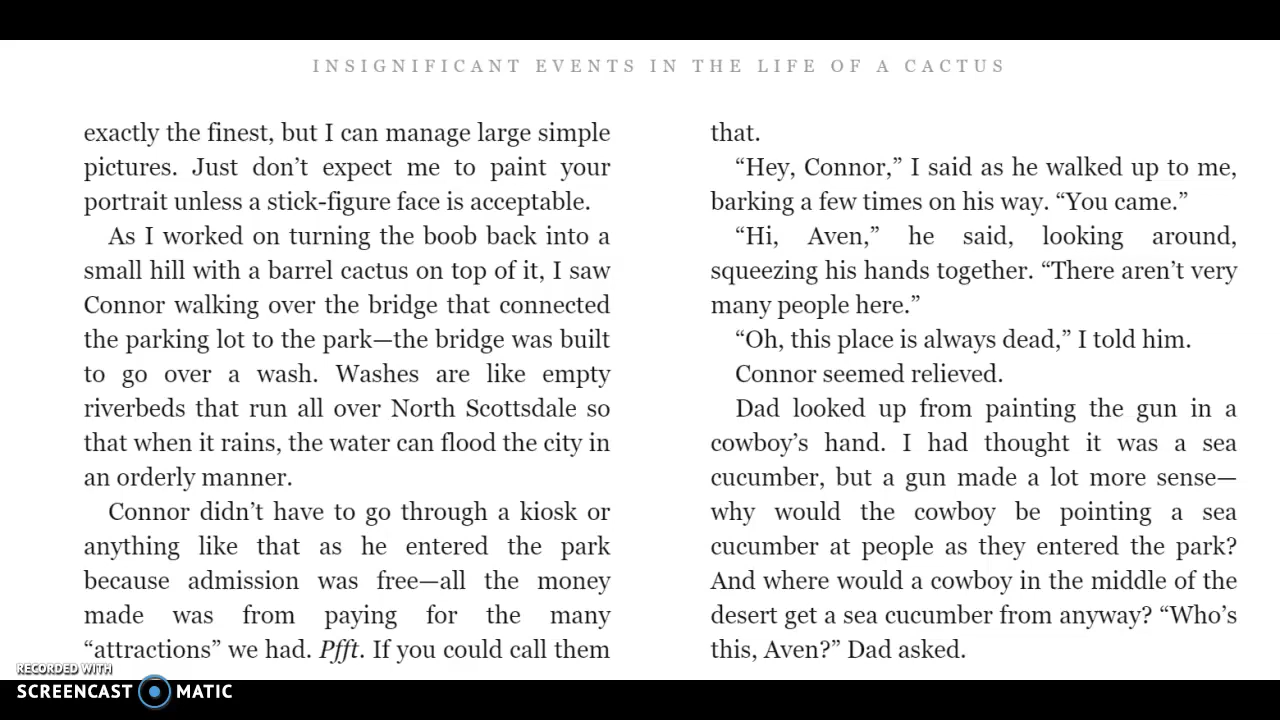 INSIGNIFICANT EVENTS IN THE LIFE OF A CACTUS
exactly the finest, but I can manage large simple
pictures. Just don’t expect me to paint your
portrait unless a stick-figure face is acceptable.
As I worked on turning the boob back into a
small hill with a barrel cactus on top of it, I saw
Connor walking over the bridge that connected
the parking lot to the park—the bridge was built
to go over a wash. Washes are like empty
riverbeds that run all over North Scottsdale so
that when it rains, the water can flood the city in
an orderly manner.
Connor didn’t have to go through a kiosk or
anything like that as he entered the park
because admission was free—all the money
made was from paying for the many
“attractions” we had. Pfft. If you could call them
that.
“Hey, Connor,” I said as he walked up to me,
barking a few times on his way. “You came.”
“Hi, Aven,” he said, looking around,
squeezing his hands together. “There aren’t very
many people here.”
“Oh, this place is always dead,” I told him.
Connor seemed relieved.
Dad looked up from painting the gun in a
cowboy’s hand. I had thought it was a sea
cucumber, but a gun made a lot more sense—
why would the cowboy be pointing a sea
cucumber at people as they entered the park?
And where would a cowboy in the middle of the
desert get a sea cucumber from anyway? “Who’s
this, Aven?” Dad asked.
RECORDED WITH
SCREENCAST MATIC